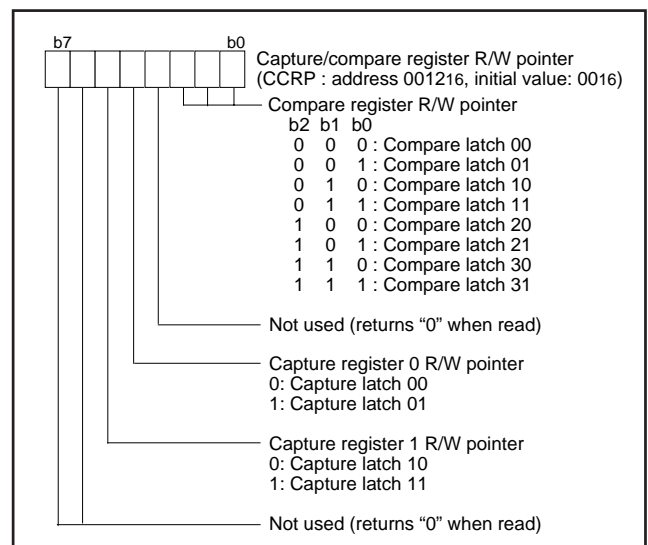 b7 b0
Capture/compare register R/W pointer
(CCRP : address 001216, initial value: 0016)
Compare register R/W pointer
b2 b1 b0
0 0 0 : Compare latch 00
0 0 1 : Compare latch 01
0 1 0 : Compare latch 10
0 1 1 : Compare latch 11
1 0 0 : Compare latch 20
1 0 1 : Compare latch 21
1 1 0 : Compare latch 30
1 1 1 : Compare latch 31
Not used (returns “0” when read)
Capture register 0 R/W pointer
0: Capture latch 00
1: Capture latch 01
Capture register 1 R/W pointer
0: Capture latch 10
1: Capture latch 11
Not used (returns “0” when read)